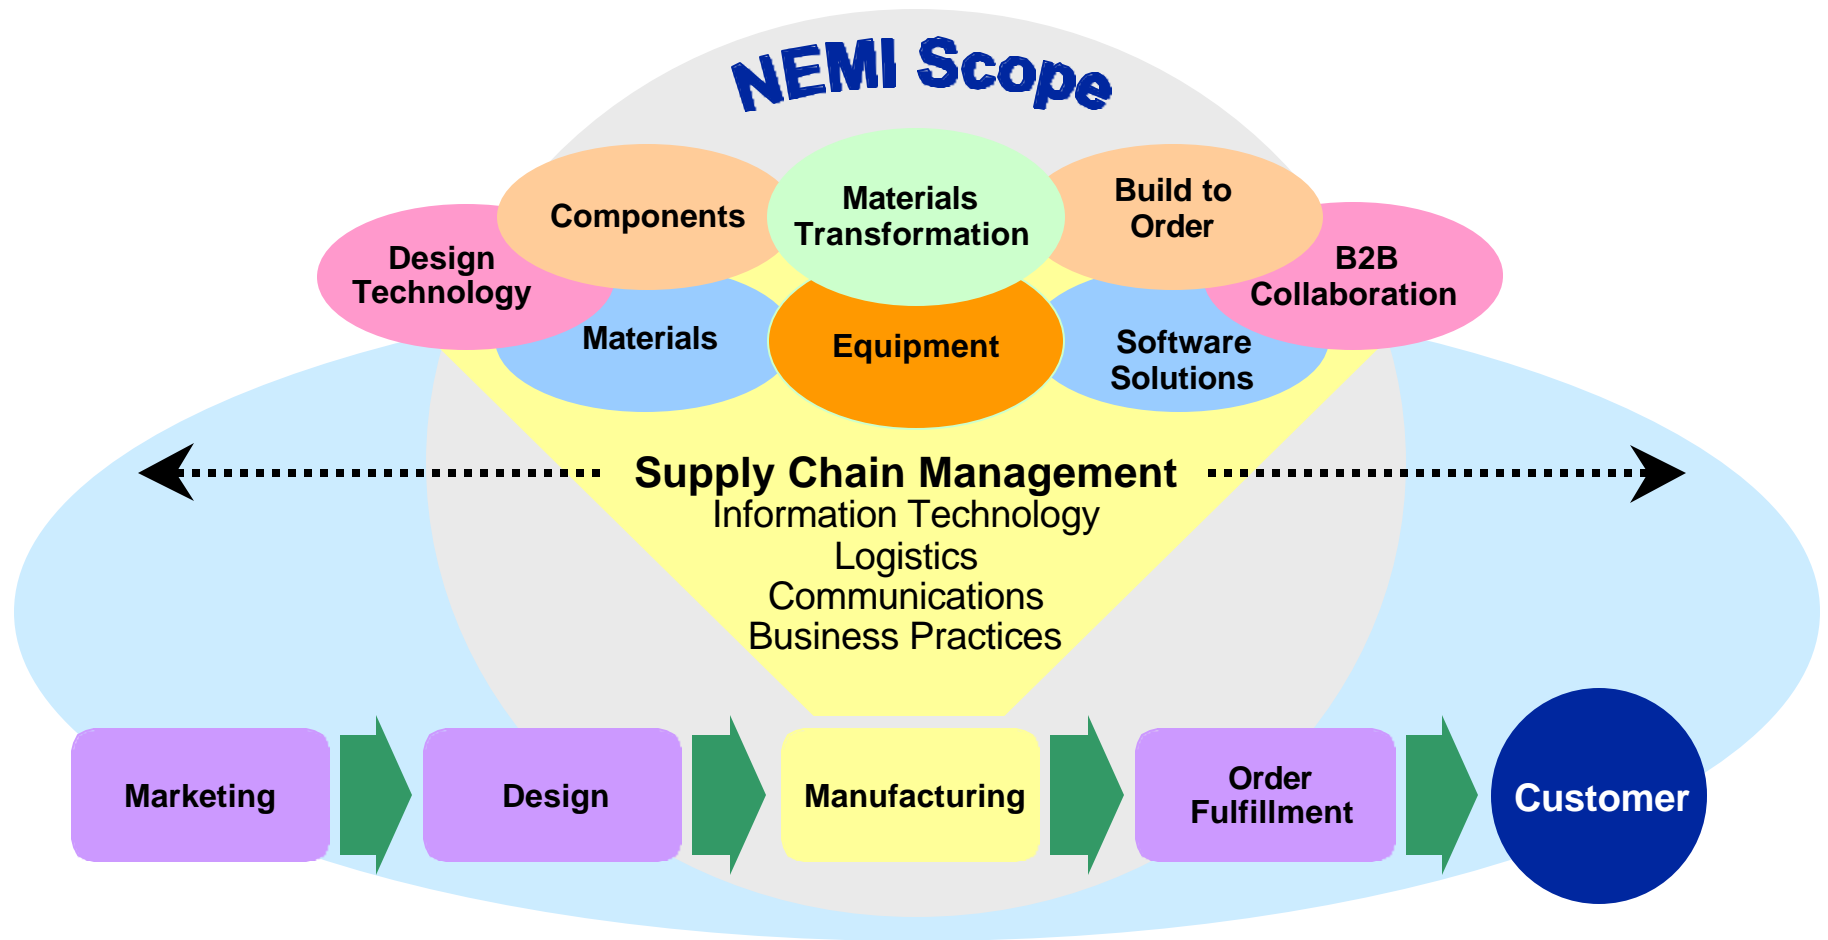 NEMI Scope
Components
Materials
Transformation
Build to
Order
Design
Technology
B2B
Collaboration
Materials
Equipment
Software
Solutions
Supply Chain Management
Information Technology
Logistics
Communications
Business Practices
Marketing
Design
Manufacturing
Order
Fulfillment
Customer